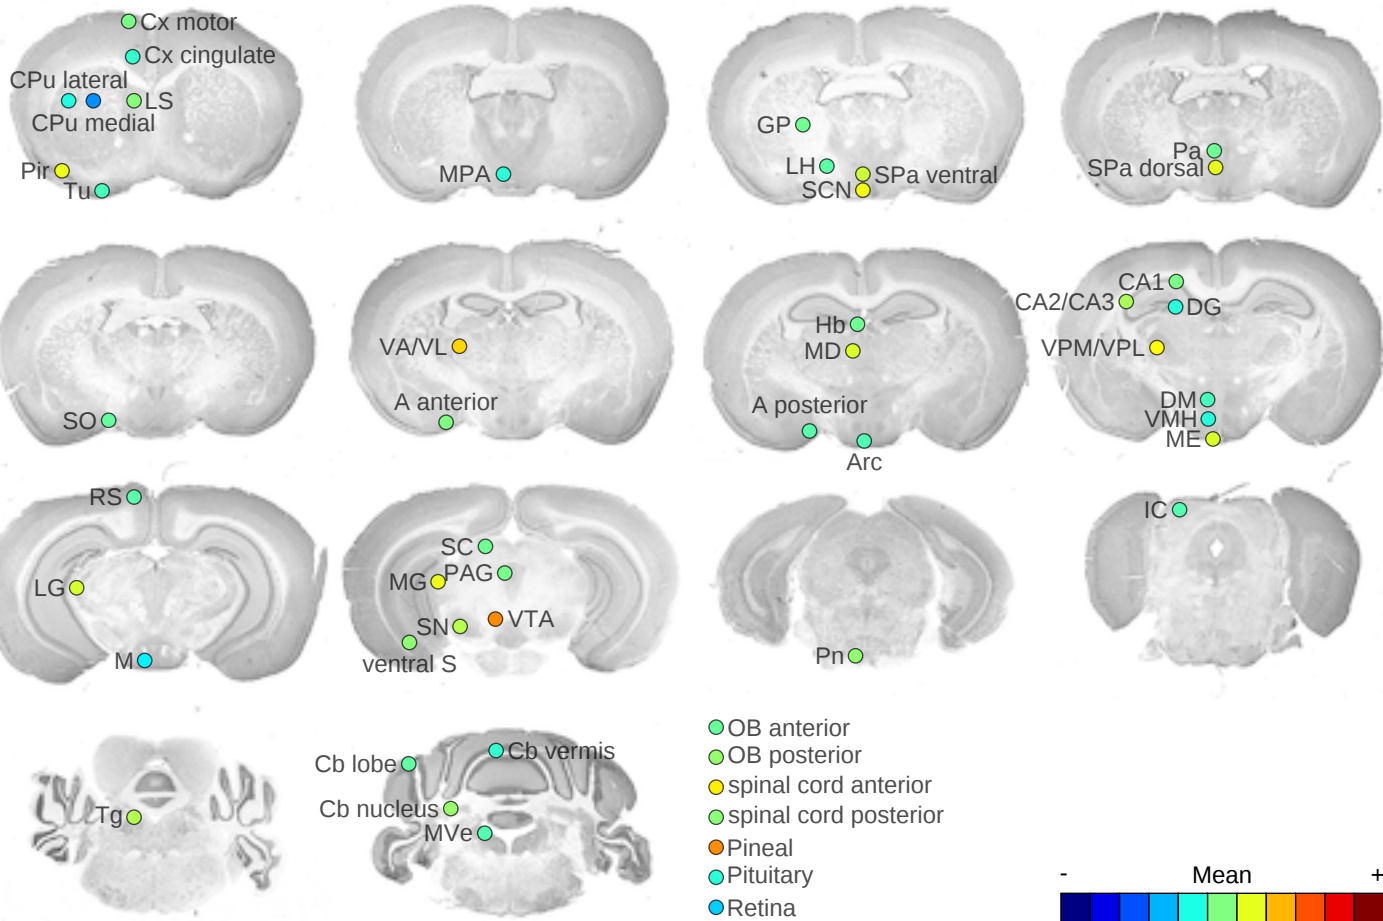 Cx motor
Cx cingulate
CPu lateral
LS
CPu medial
Pir
Tu
MPA
GP
LH
SPa ventral
SCN
Pa
SPa dorsal
SO
VA/VL
A anterior
Hb
MD
A posterior
Arc
CA1
CA2/CA3
DG
VPM/VPL
DM
VMH
ME
RS
LG
M
SC
PAG
MG
SN
VTA
ventral S
Pn
IC
Tg
Cb lobe
Cb vermis
Cb nucleus
MVe
OB anterior
OB posterior
spinal cord anterior
spinal cord posterior
Pineal
Pituitary
Retina
- Mean +